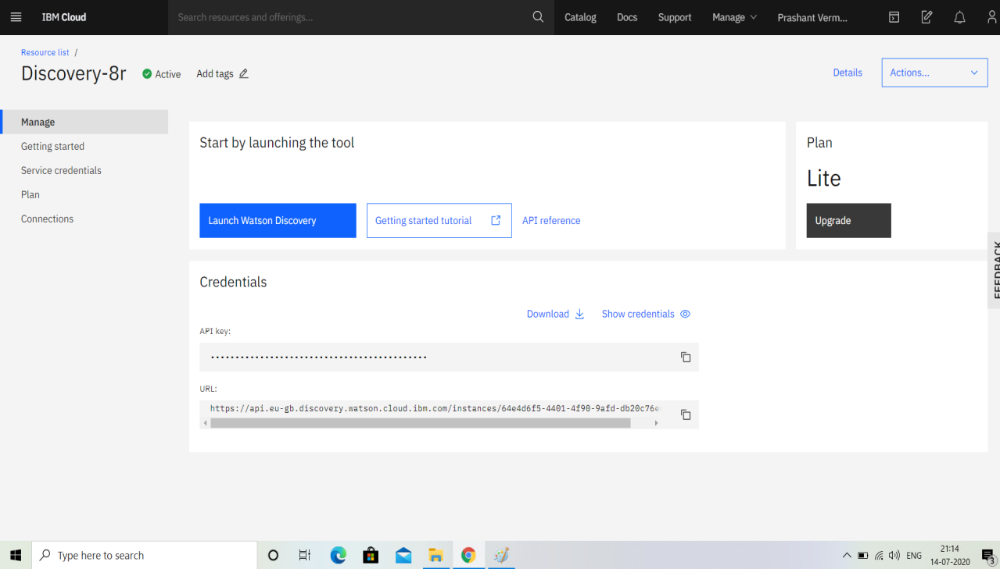 IBM Cloud
Search resources and offerings...
Catalog
Docs
Support
Manage
Prashant Verm...
Resource list /
Discovery-8r
Active
Add tags
Details
Actions...
Manage
Getting started
Service credentials
Plan
Connections
Start by launching the tool
Launch Watson Discovery
Getting started tutorial
API reference
Plan
Lite
Upgrade
FEEDBACK
Credentials
Download
Show credentials
API key:
URL:
https://api.eu-gb.discovery.watson.cloud.ibm.com/instances/64e4d6f5-4401-4f90-9afd-db20c76e
Type here to search
ENG
21:14
14-07-2020
3